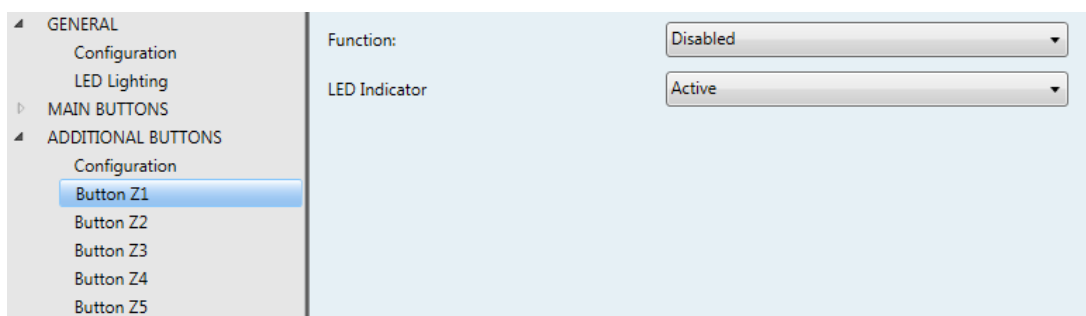 GENERAL
Configuration
LED Lighting
MAIN BUTTONS
ADDITIONAL BUTTONS
Configuration
Button Z1
Button Z2
Button Z3
Button Z4
Button Z5
Function: Disabled
LED Indicator Active